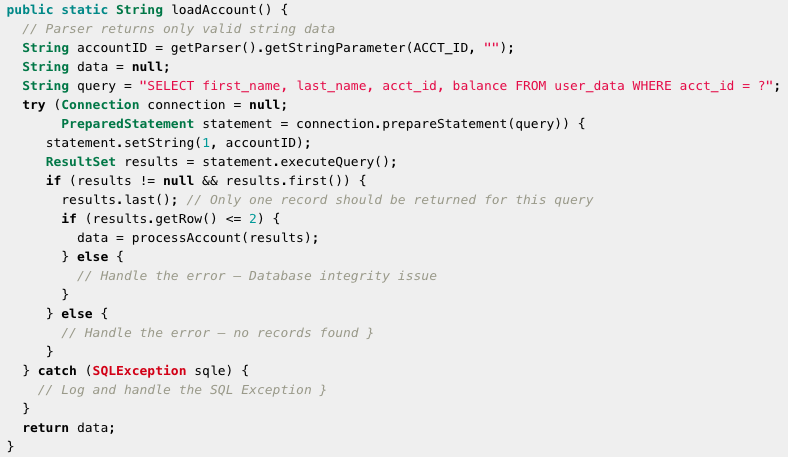 public static String loadAccount() {
  // Parser returns only valid string data
  String accountID = getParser().getStringParameter(ACCT_ID, "");
  String data = null;
  String query = "SELECT first_name, last_name, acct_id, balance FROM user_data WHERE acct_id = ?";
  try (Connection connection = null;
       PreparedStatement statement = connection.prepareStatement(query)) {
     statement.setString(1, accountID);
     ResultSet results = statement.executeQuery();
     if (results != null && results.first()) {
       results.last(); // Only one record should be returned for this query
       if (results.getRow() <= 2) {
         data = processAccount(results);
       } else {
         // Handle the error – Database integrity issue
       }
     } else {
       // Handle the error – no records found }
     }
  } catch (SQLException sqle) {
    // Log and handle the SQL Exception }
  }
  return data;
}